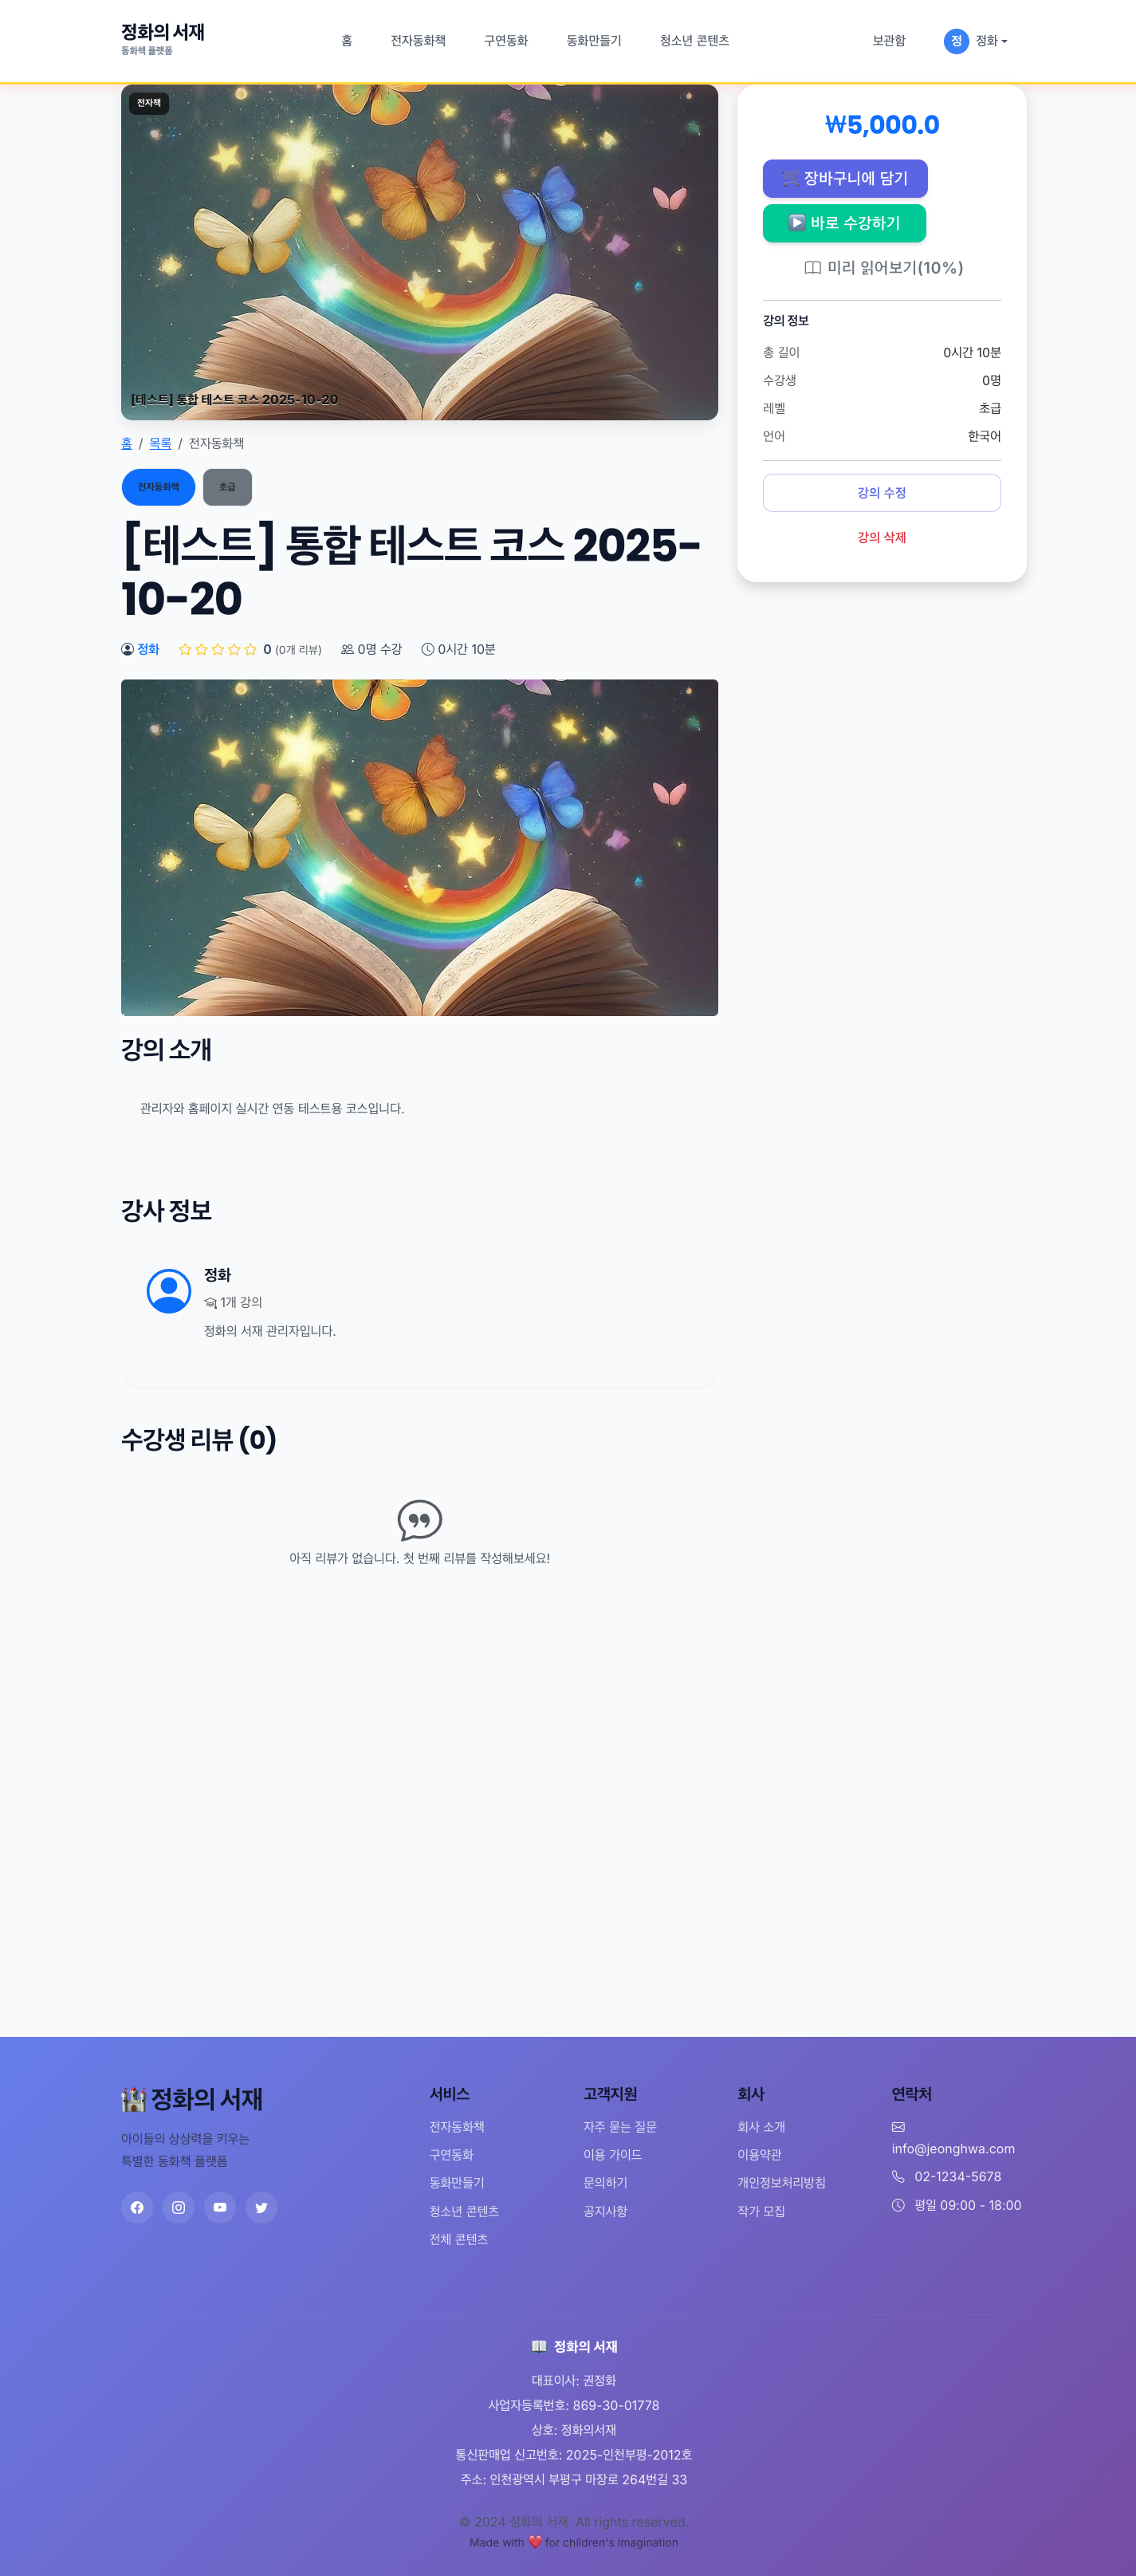 정화의 서재
동화책 플랫폼
홈
전자동화책
구연동화
동화만들기
청소년 콘텐츠
보관함
정
정화
전자책
[테스트] 통합 테스트 코스 2025-10-20
₩5,000.0
장바구니에 담기
바로 수강하기
미리 읽어보기(10%)
강의 정보
총 길이 0시간 10분
수강생 0명
레벨 초급
언어 한국어
강의 수정
강의 삭제
홈 / 목록 / 전자동화책
전자동화책
초급
[테스트] 통합 테스트 코스 2025-
10-20
정화 0 (0개 리뷰) 0명 수강 0시간 10분
강의 소개
관리자와 홈페이지 실시간 연동 테스트용 코스입니다.
강사 정보
정화
1개 강의
정화의 서재 관리자입니다.
수강생 리뷰 (0)
아직 리뷰가 없습니다. 첫 번째 리뷰를 작성해보세요!
정화의 서재
아이들의 상상력을 키우는
특별한 동화책 플랫폼
서비스
전자동화책
구연동화
동화만들기
청소년 콘텐츠
전체 콘텐츠
고객지원
자주 묻는 질문
이용 가이드
문의하기
공지사항
회사
회사 소개
이용약관
개인정보처리방침
작가 모집
연락처
info@jeonghwa.com
02-1234-5678
평일 09:00 - 18:00
정화의 서재
대표이사: 권정화
사업자등록번호: 869-30-01778
상호: 정화의서재
통신판매업 신고번호: 2025-인천부평-2012호
주소: 인천광역시 부평구 마장로 264번길 33
© 2024 정화의 서재. All rights reserved.
Made with ❤️ for children's imagination